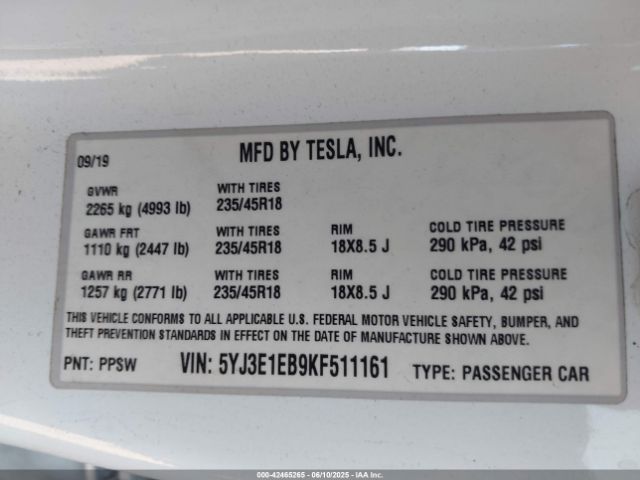 09/19
MFD BY TESLA, INC.
GVWR
2265 kg (4993 lb)
WITH TIRES
235/45R18
GAWR FRT
1110 kg (2447 lb)
WITH TIRES
235/45R18
RIM
18X8.5 J
COLD TIRE PRESSURE
290 kPa, 42 psi
GAWR RR
1257 kg (2771 lb)
WITH TIRES
235/45R18
RIM
18X8.5 J
COLD TIRE PRESSURE
290 kPa, 42 psi
THIS VEHICLE CONFORMS TO ALL APPLICABLE U.S. FEDERAL MOTOR VEHICLE SAFETY, BUMPER, AND
THEFT PREVENTION STANDARDS IN EFFECT ON THE DATE OF MANUFACTURE SHOWN ABOVE.
PNT: PPSW
VIN: 5YJ3E1EB9KF511161
TYPE: PASSENGER CAR
000-42465265 - 06/10/2025 - IAA Inc.